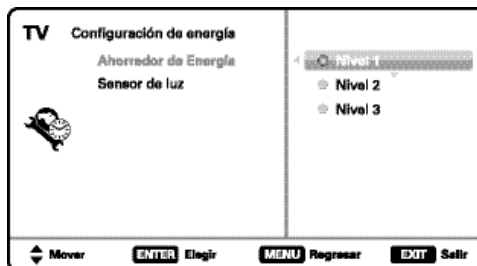 TV Configuración de energía
Ahorrador de Energía
Sensor de luz
Nivel 1
Nivel 2
Nivel 3
Mover ENTER Elegir MENU Regresar EXIT Salir